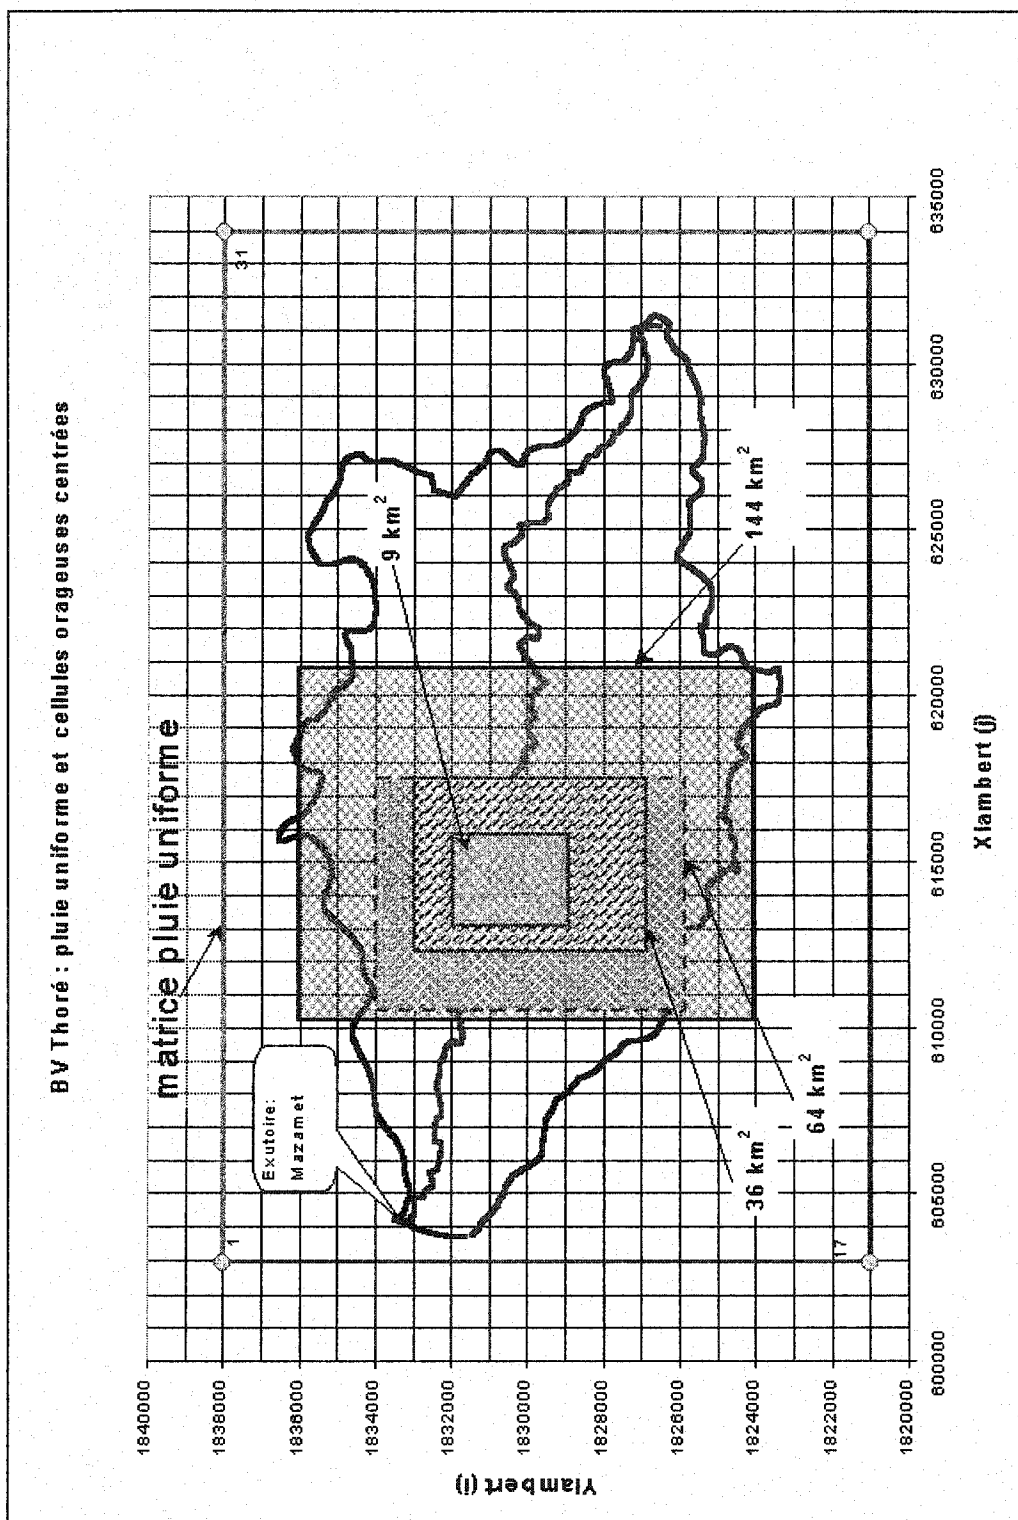 BV Thoré : pluie uniforme et cellules orageuses centrées
1840000
1838000
1836000
1834000
1832000
1830000
1828000
1826000
1824000
1822000
1820000
Ylambert (i)
600000
605000
610000
615000
620000
625000
630000
635000
Xlambert (j)
matrice pluie uniforme
Exutoire:
Mazamet
1
31
17
9 km²
36 km²
64 km²
144 km²